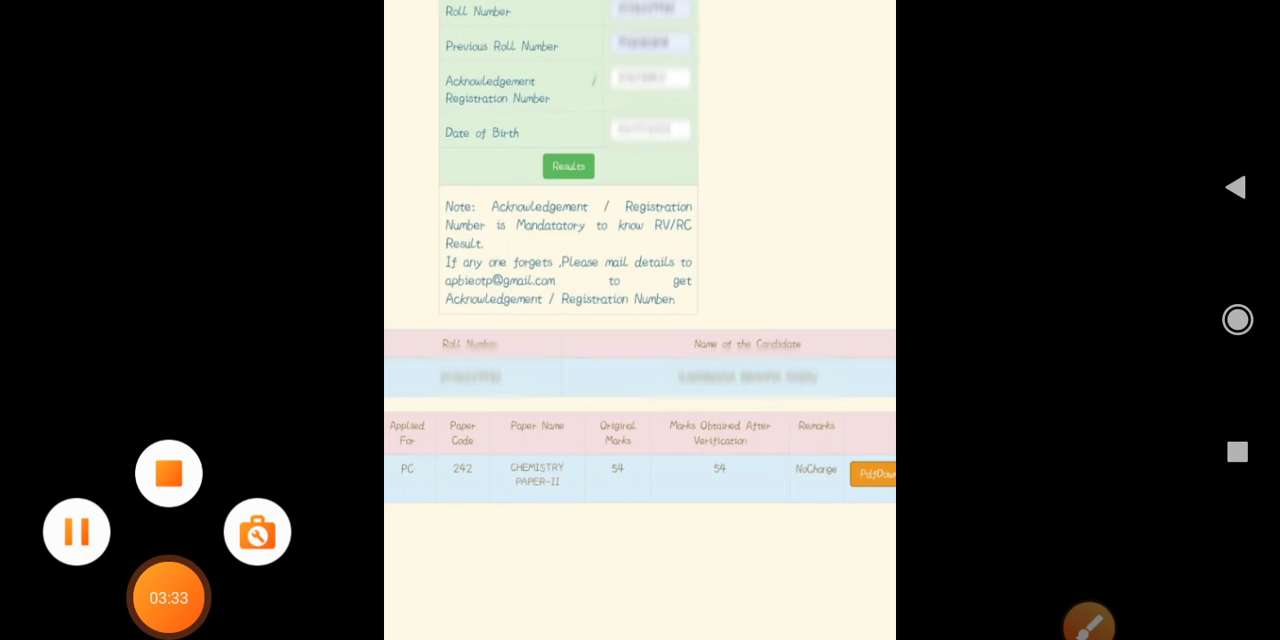 Roll Number
Previous Roll Number
Acknowledgement /
Registration Number
Date of Birth
Results
Note: Acknowledgement / Registration
Number is Mandatatory to know RV/RC
Result.
If any one forgets ,Please mail details to
apbieotp@gmail.com to get
Acknowledgement / Registration Number.
Roll Number Name of the Candidate
Applied For Paper Code Paper Name Original Marks Marks Obtained After Verification Remarks
PC 242 CHEMISTRY PAPER-II 54 54 NoCharge PdfDow
03:33